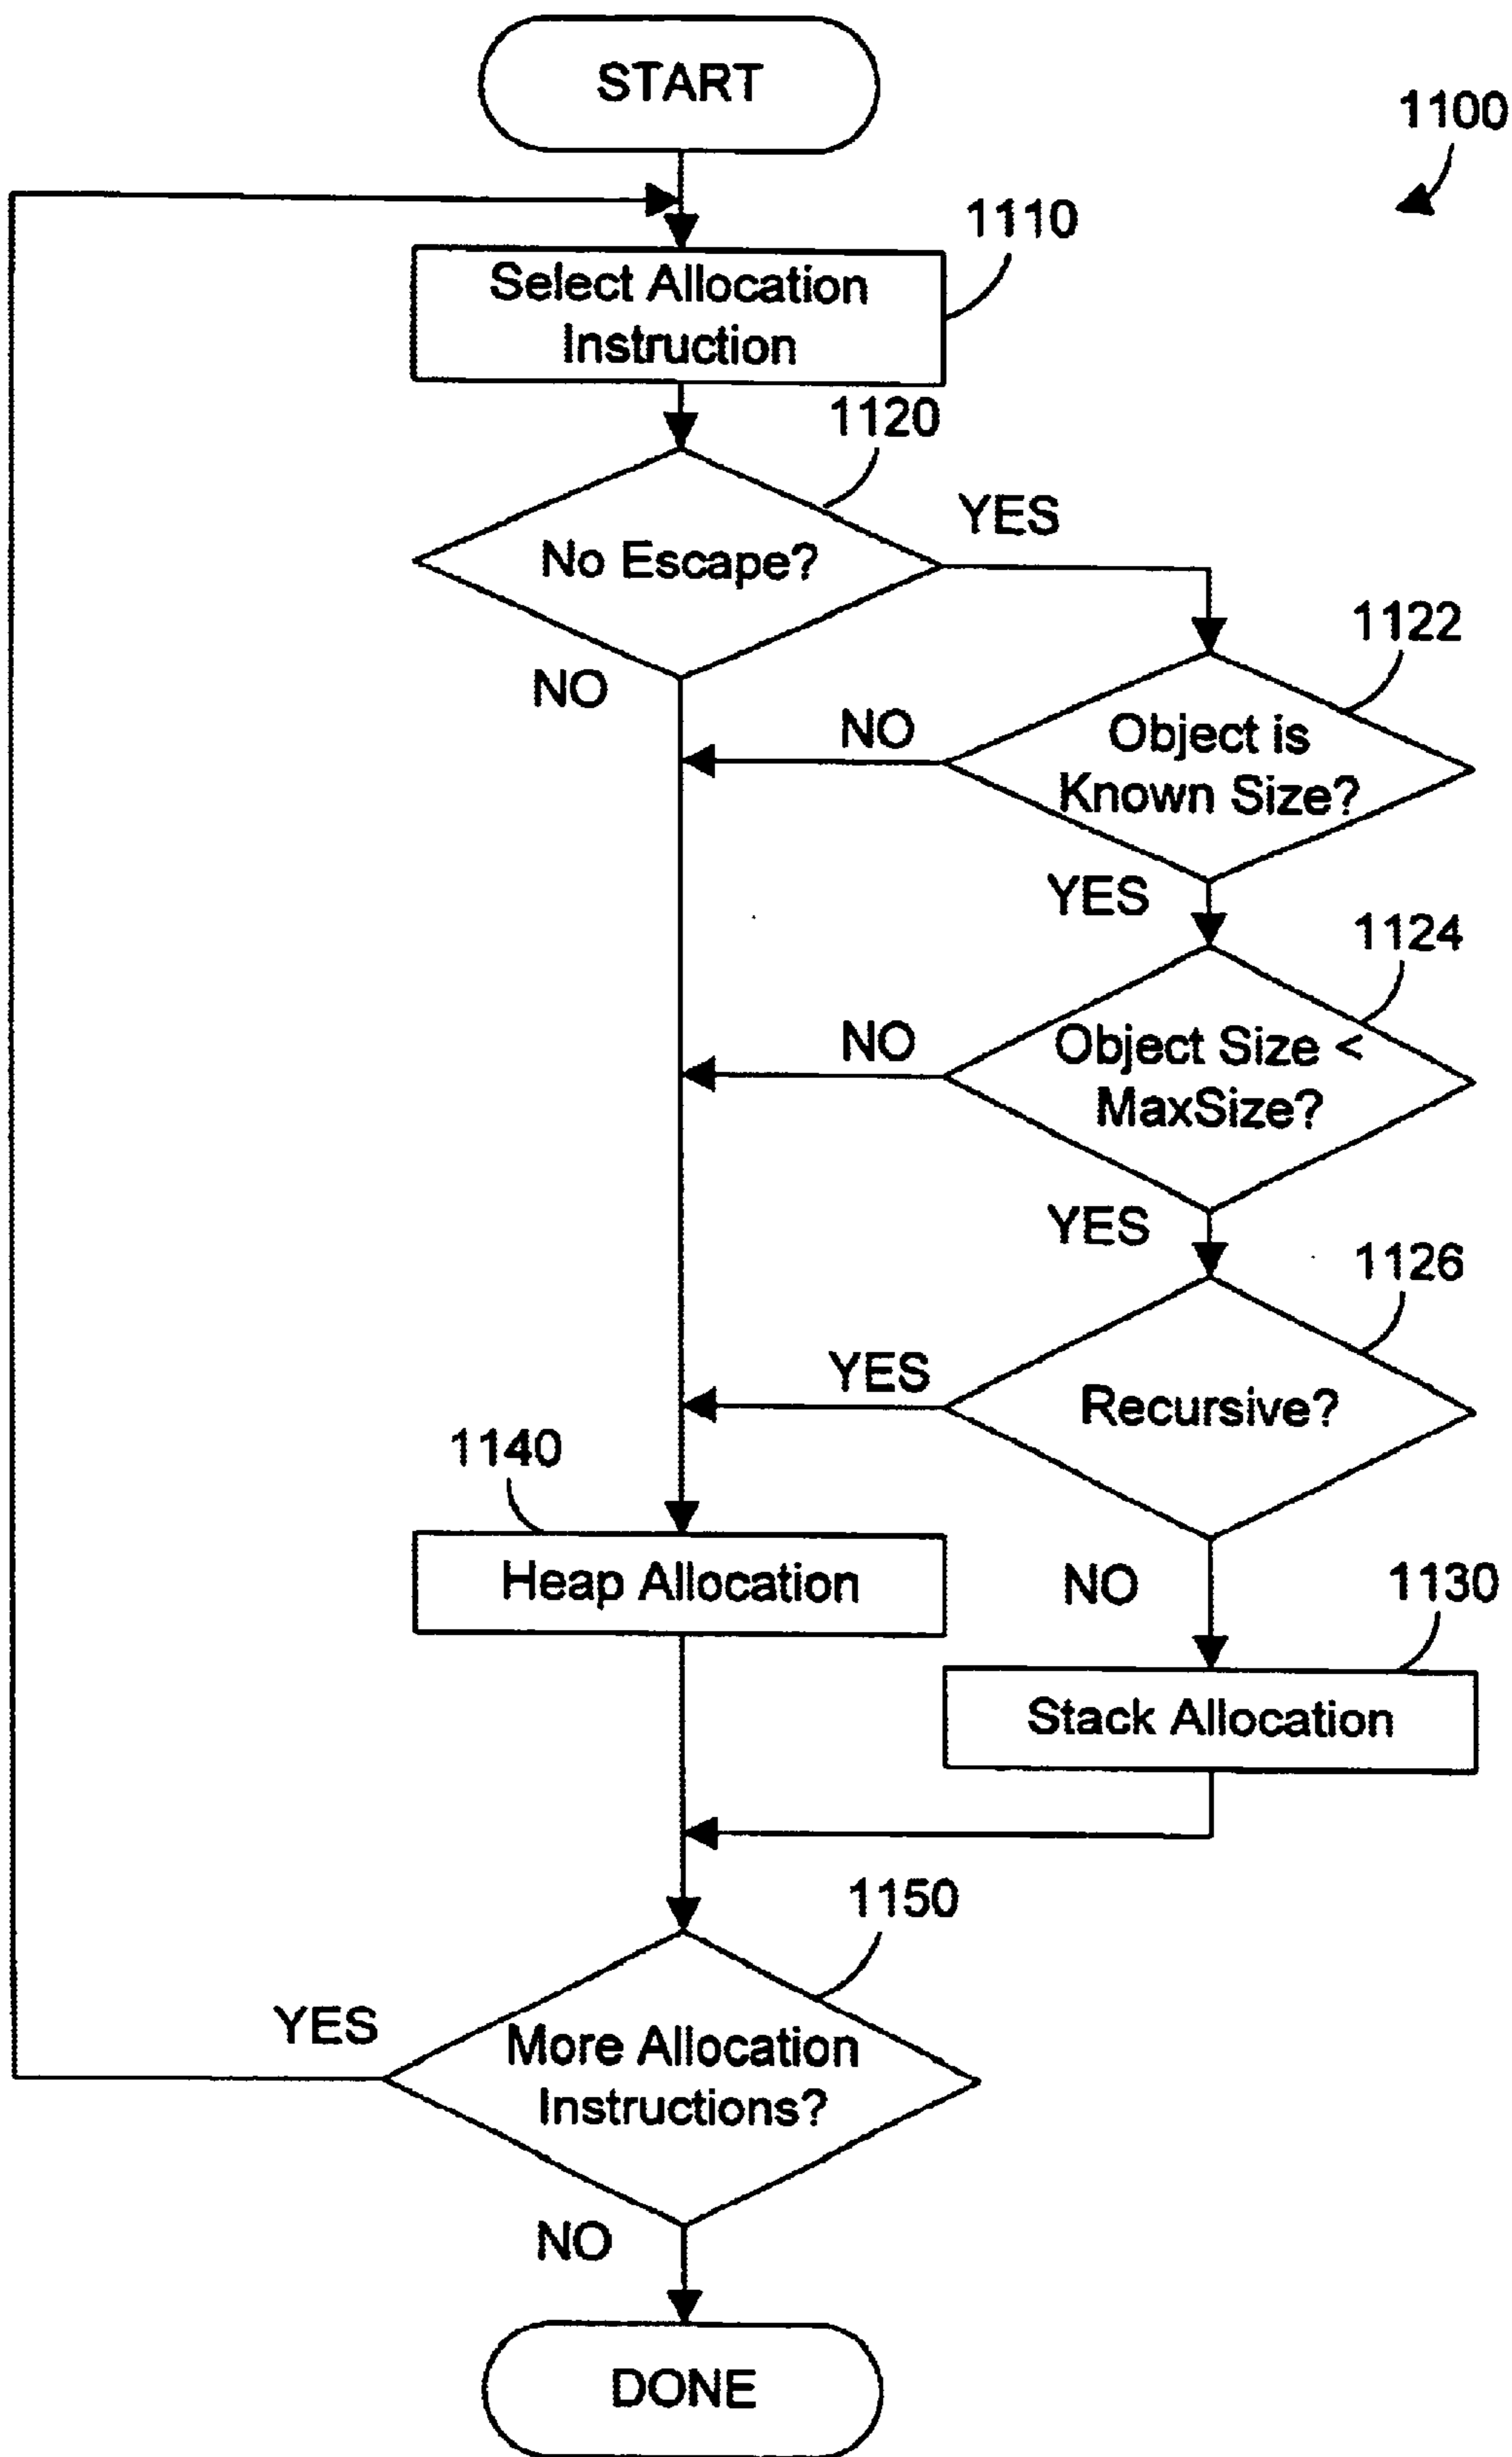 START
1100
1110
Select Allocation
Instruction
1120
No Escape?
YES
NO
1122
Object is
Known Size?
NO
YES
1124
Object Size <
MaxSize?
NO
YES
1126
Recursive?
YES
NO
1140
Heap Allocation
1130
Stack Allocation
1150
More Allocation
Instructions?
YES
NO
DONE